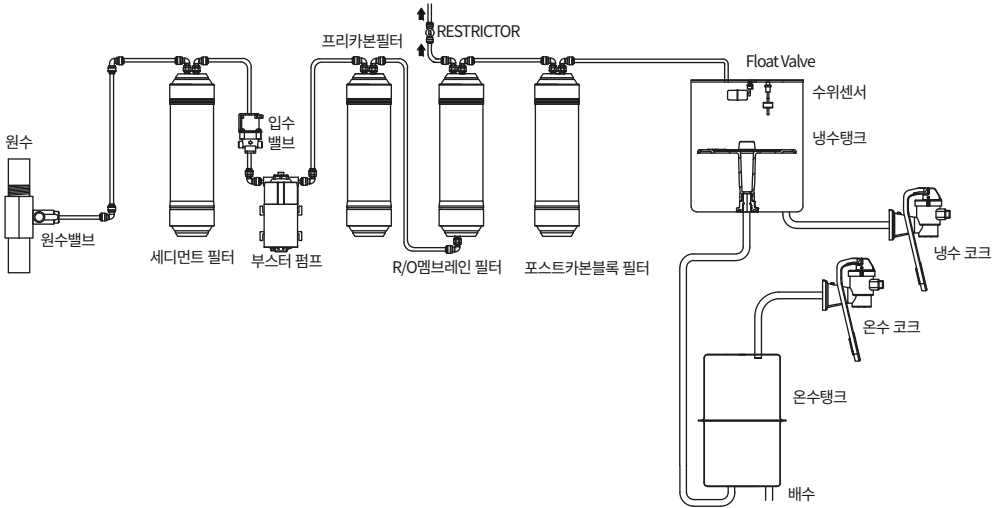 RESTRICTOR
프리카본필터
Float Valve
수위센서
입수
밸브
냉수탱크
원수
원수밸브
세디먼트 필터
부스터 펌프
R/O멤브레인 필터
포스트카본블록 필터
냉수 코크
온수 코크
온수탱크
배수